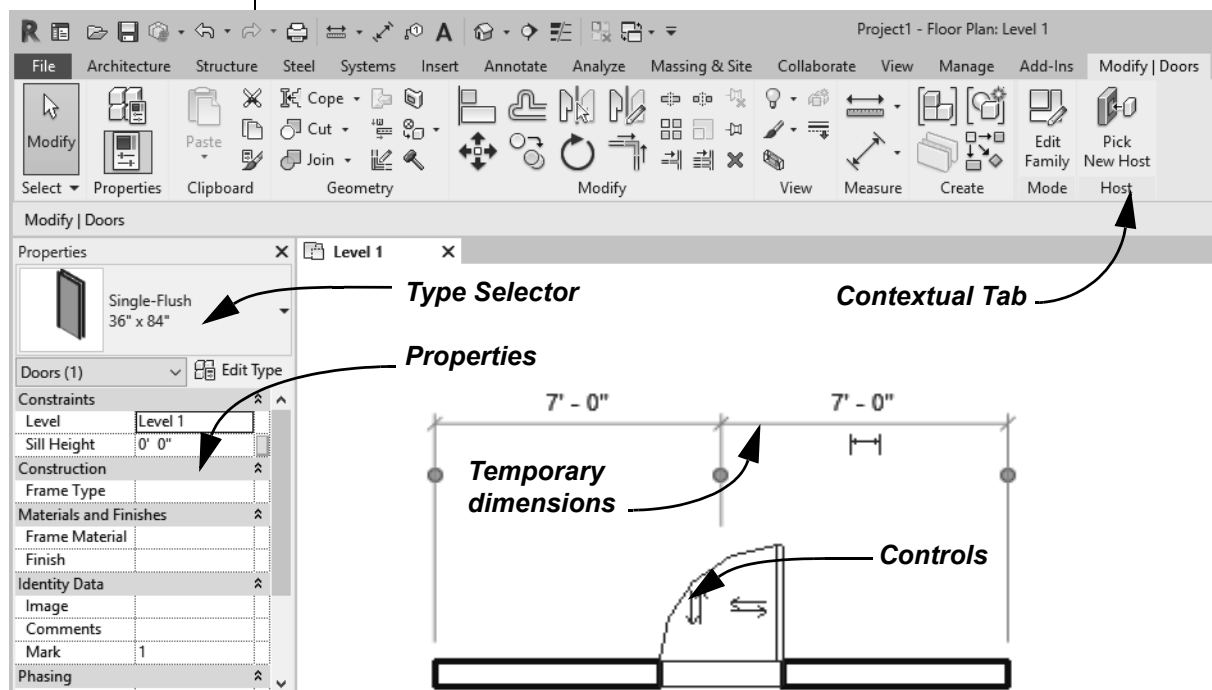 R A Project1 - Floor Plan: Level 1
File Architecture Structure Steel Systems Insert Annotate Analyze Massing & Site Collaborate View Manage Add-Ins Modify | Doors
Modify
Paste
Cope
Cut
Join
Edit
Family
Pick
New Host
Select Properties Clipboard Geometry Modify View Measure Create Mode Host
Modify | Doors
Properties X
Level 1 X
Single-Flush
36" x 84"
Type Selector
Contextual Tab
Doors (1) Edit Type
Properties
Constraints
Level Level 1
Sill Height 0' 0"
Construction
Frame Type
Materials and Finishes
Frame Material
Finish
Identity Data
Image
Comments
Mark 1
Phasing
7' - 0" 7' - 0"
Temporary
dimensions
Controls